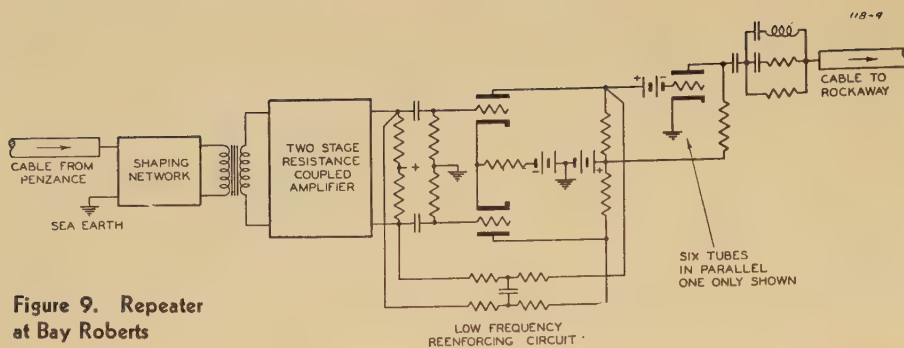 118-9
CABLE FROM
PENZANCE
SEA EARTH
SHAPING
NETWORK
TWO STAGE
RESISTANCE
COUPLED
AMPLIFIER
+
-
+
+
-
CABLE TO
ROCKAWAY
SIX TUBES
IN PARALLEL
ONE ONLY SHOWN
LOW FREQUENCY
REENFORCING CIRCUIT
Figure 9. Repeater
at Bay Roberts